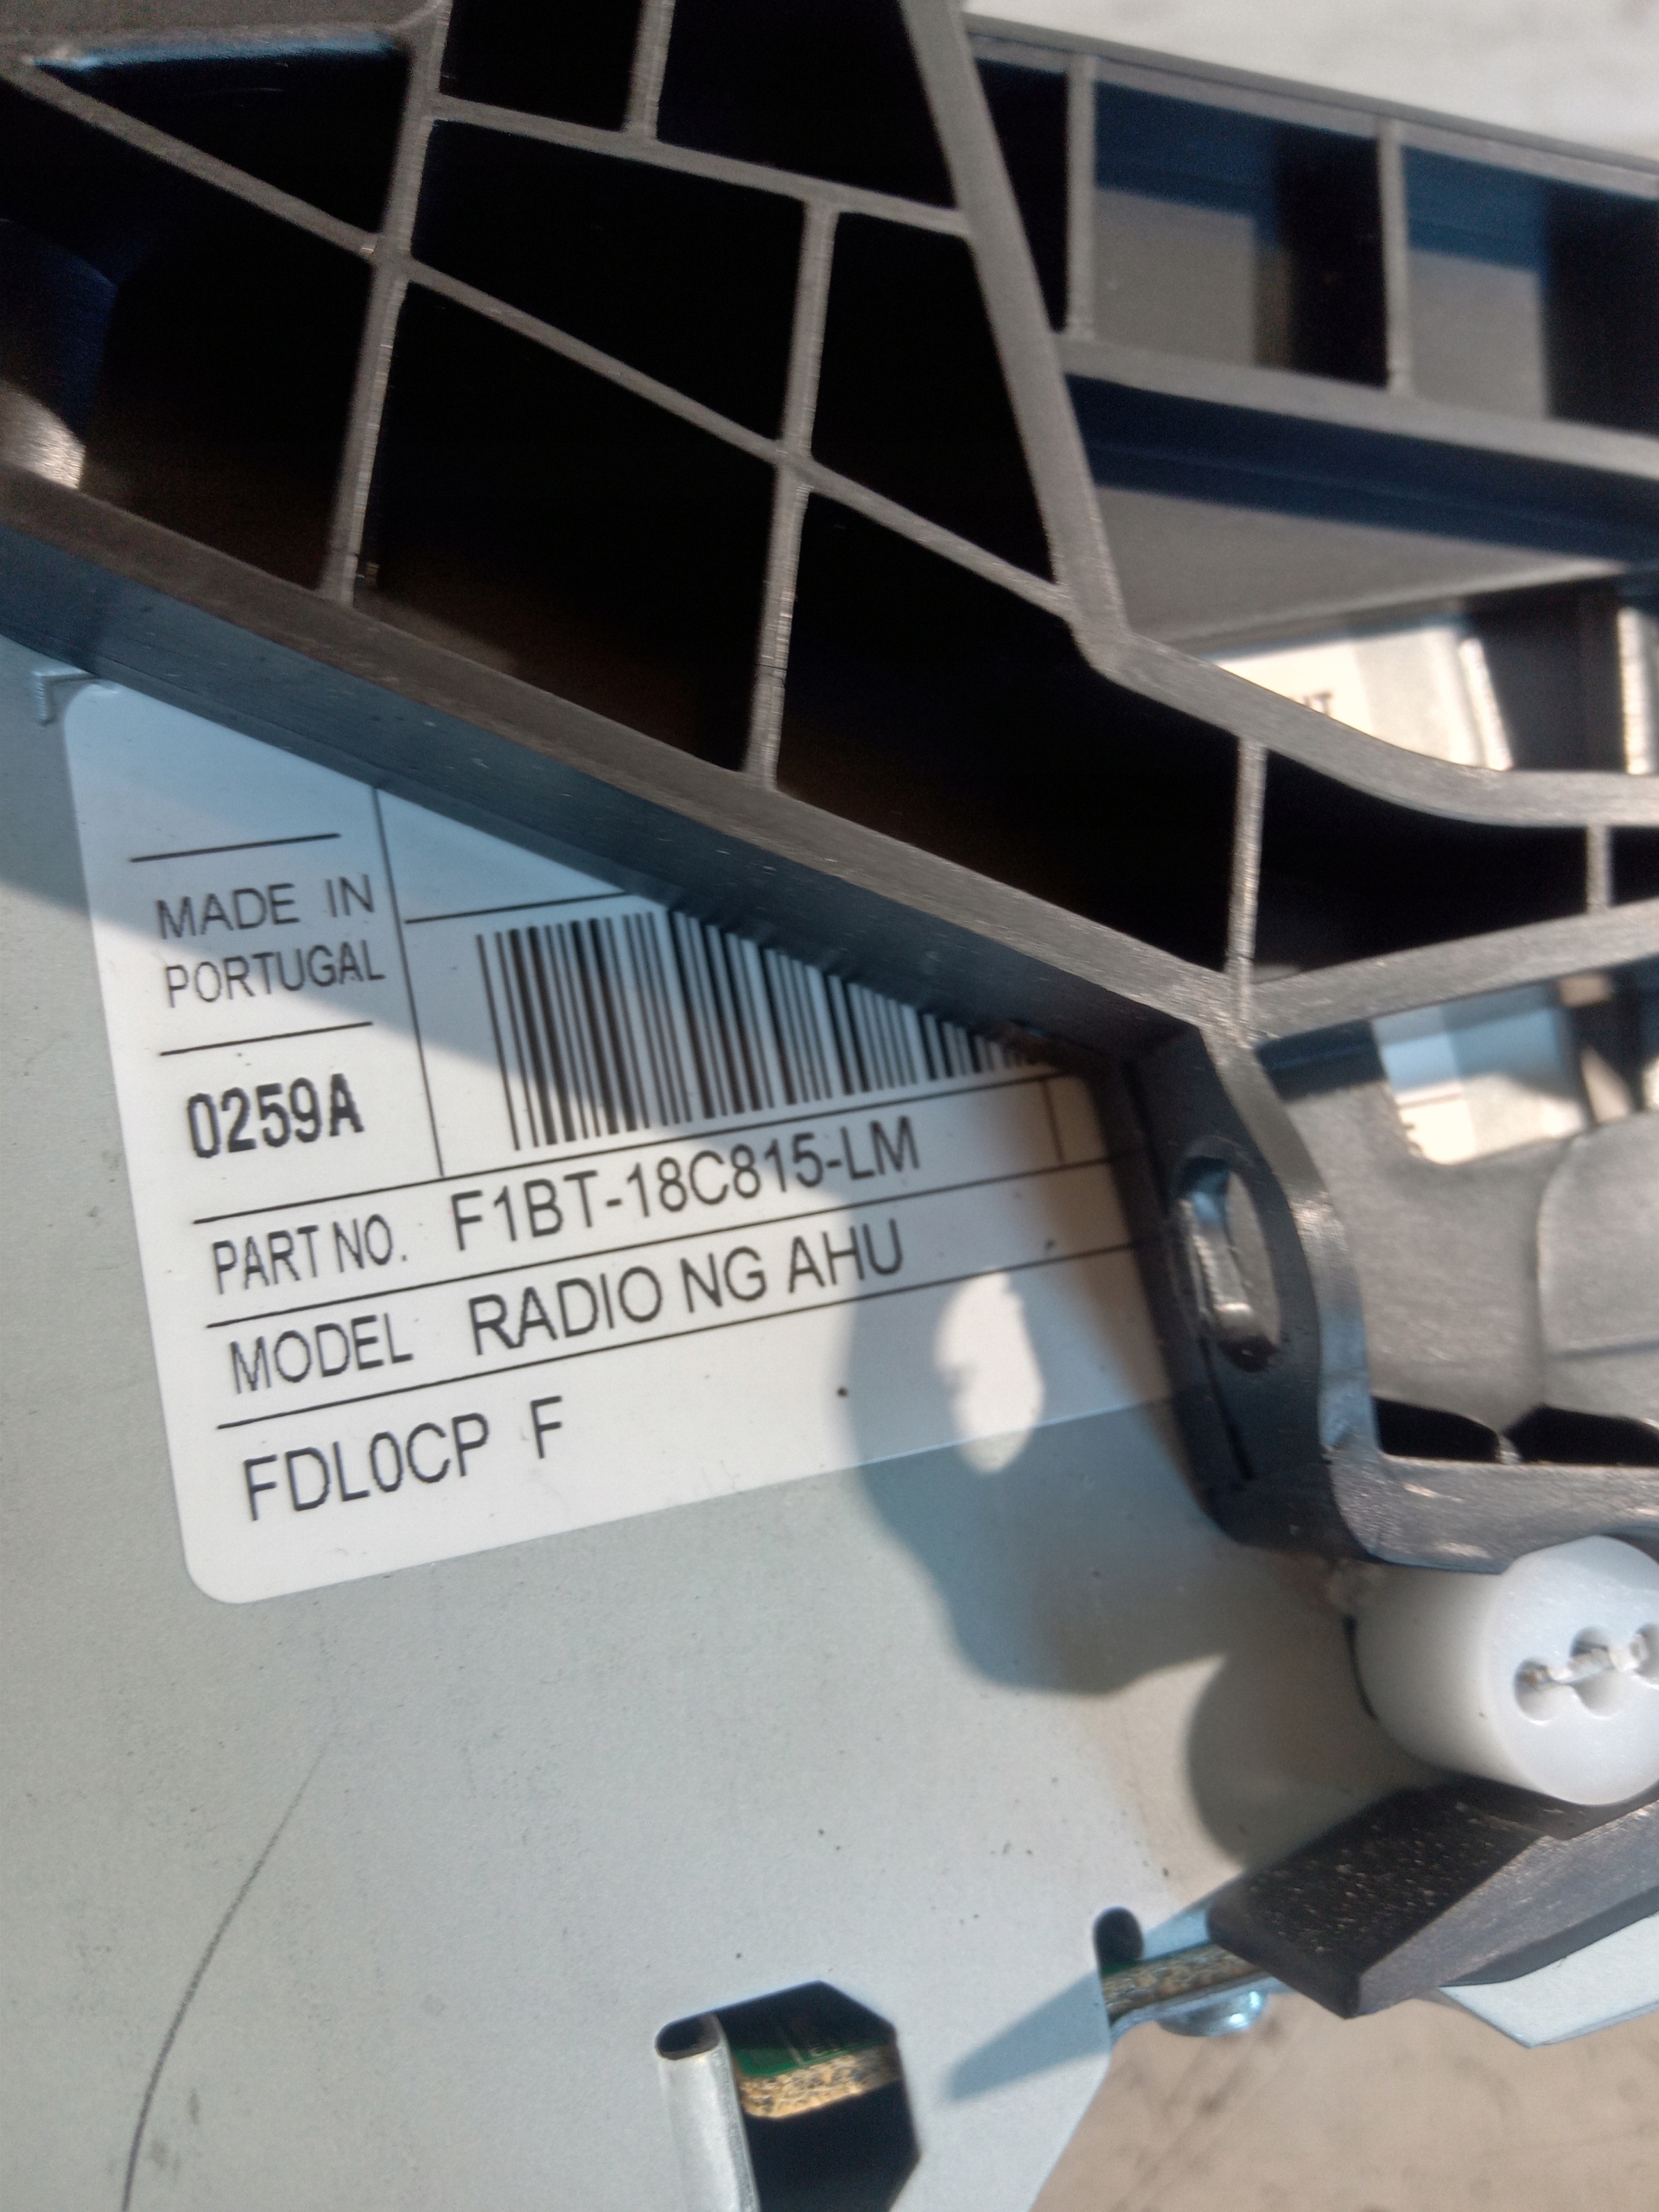 MADE IN
PORTUGAL
0259A
PART NO. F1BT-18C815-LM
MODEL RADIO NG AHU
FDL0CP F